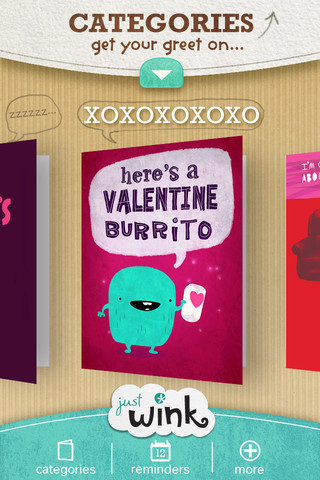 CATEGORIES
get your greet on...
zzzzzz...
XOXOXOXOXO
here's a
VALENTINE
BURRiTO
I'M
just
wink
categories
12
reminders
more